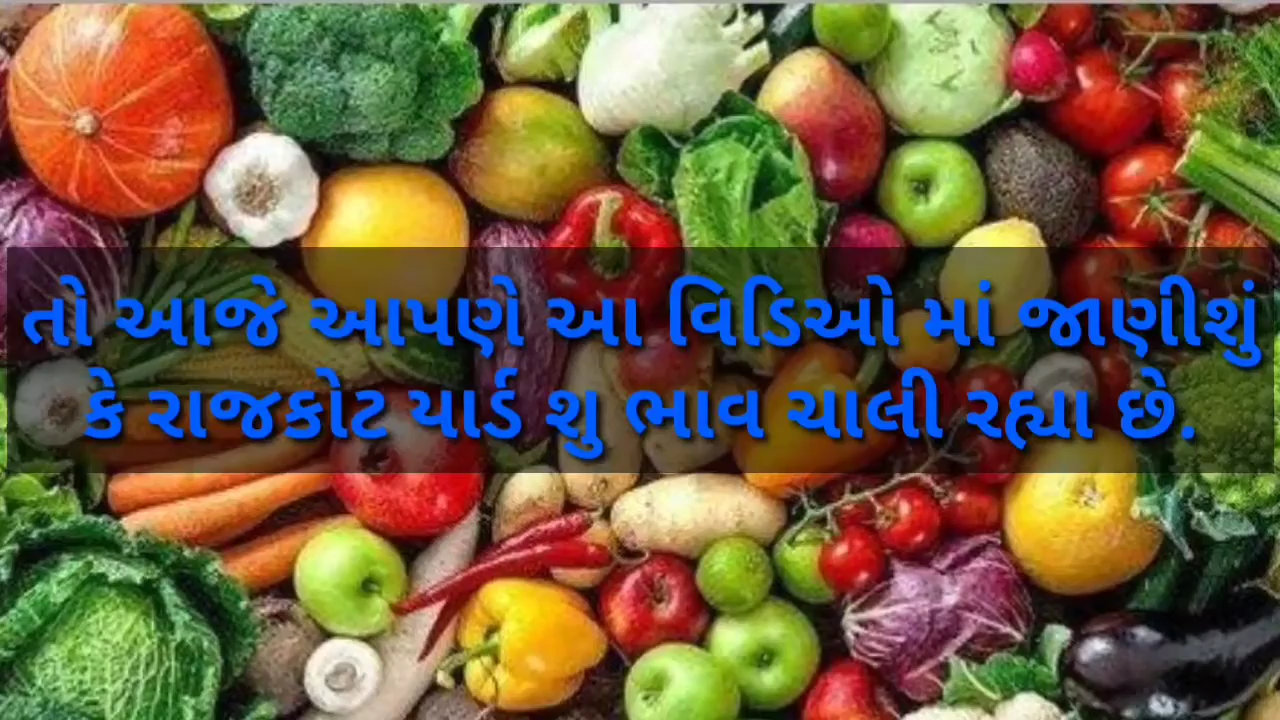 તો આજે આપણે આ વિડિઓ માં જાણીશું
કે રાજકોટ યાર્ડ શુ ભાવ ચાલી રહ્યા છે.